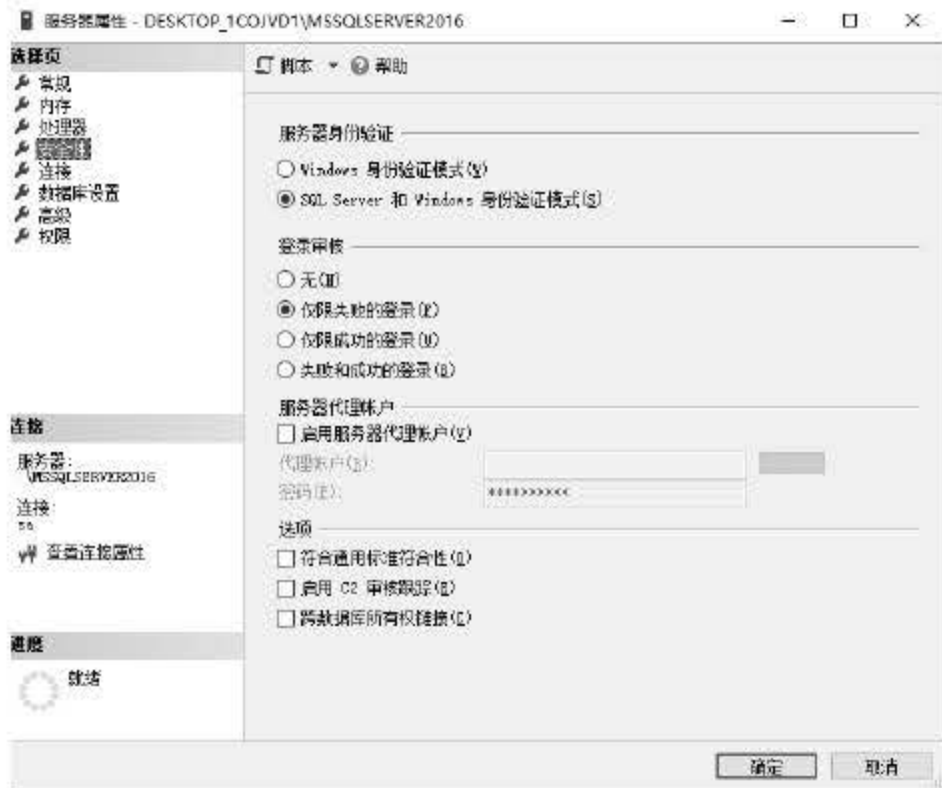 服务器属性 - DESKTOP_1COJVD1\MSSQLSERVER2016
选择页
常规
内存
处理器
安全性
连接
数据库设置
高级
权限
脚本 帮助
服务器身份验证
Windows 身份验证模式(W)
SQL Server 和 Windows 身份验证模式(S)
登录审核
无(N)
仅限失败的登录(F)
仅限成功的登录(U)
失败和成功的登录(B)
服务器代理帐户
启用服务器代理帐户(V)
代理帐户(X):
密码(P):
**********
选项
符合通用标准符合性(O)
启用 C2 审核跟踪(E)
跨数据库所有权链接(C)
连接
服务器:
\MSSQLSERVER2016
连接:
sa
查看连接属性
进度
就绪
确定 取消